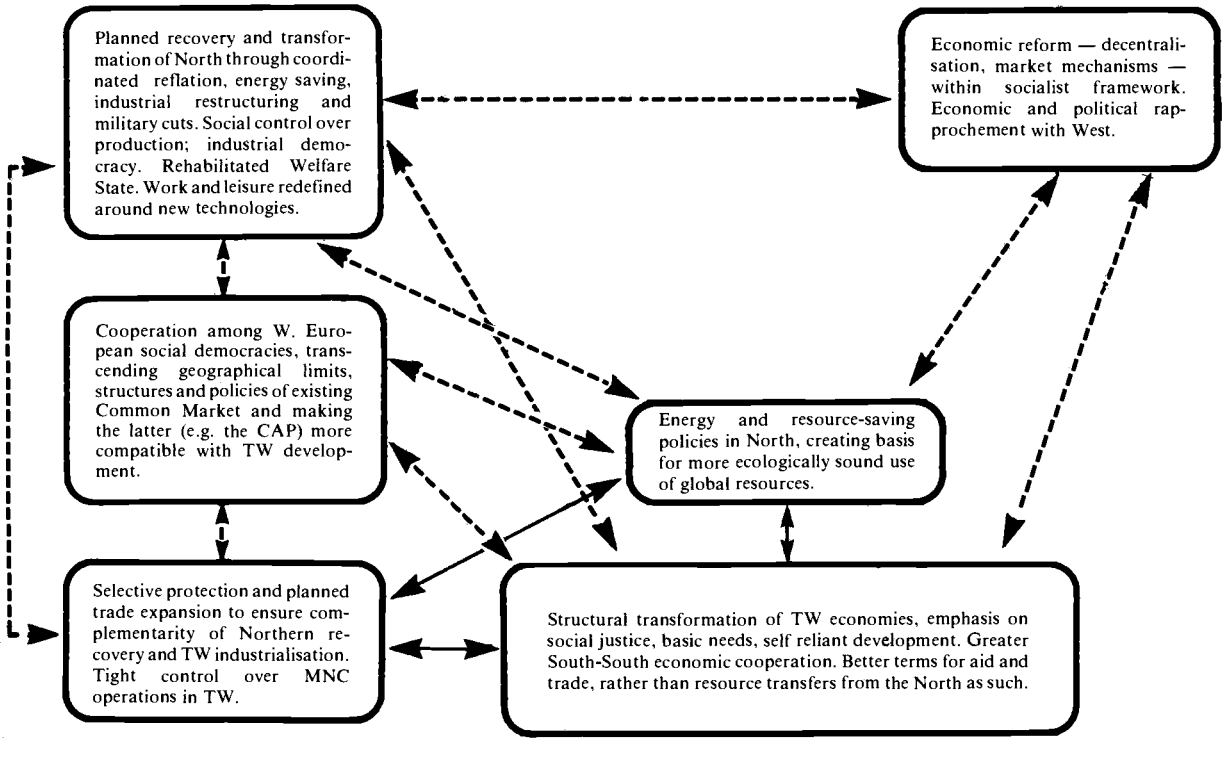 Planned recovery and transfor-
mation of North through coordi-
nated reflation, energy saving,
industrial restructuring and
military cuts. Social control over
production; industrial demo-
cracy. Rehabilitated Welfare
State. Work and leisure redefined
around new technologies.
Economic reform — decentrali-
sation, market mechanisms —
within socialist framework.
Economic and political rap-
prochement with West.
Cooperation among W. Euro-
pean social democracies, trans-
cending geographical limits,
structures and policies of existing
Common Market and making
the latter (e.g. the CAP) more
compatible with TW develop-
ment.
Energy and resource-saving
policies in North, creating basis
for more ecologically sound use
of global resources.
Selective protection and planned
trade expansion to ensure com-
plementarity of Northern re-
covery and TW industrialisation.
Tight control over MNC
operations in TW.
Structural transformation of TW economies, emphasis on
social justice, basic needs, self reliant development. Greater
South-South economic cooperation. Better terms for aid and
trade, rather than resource transfers from the North as such.